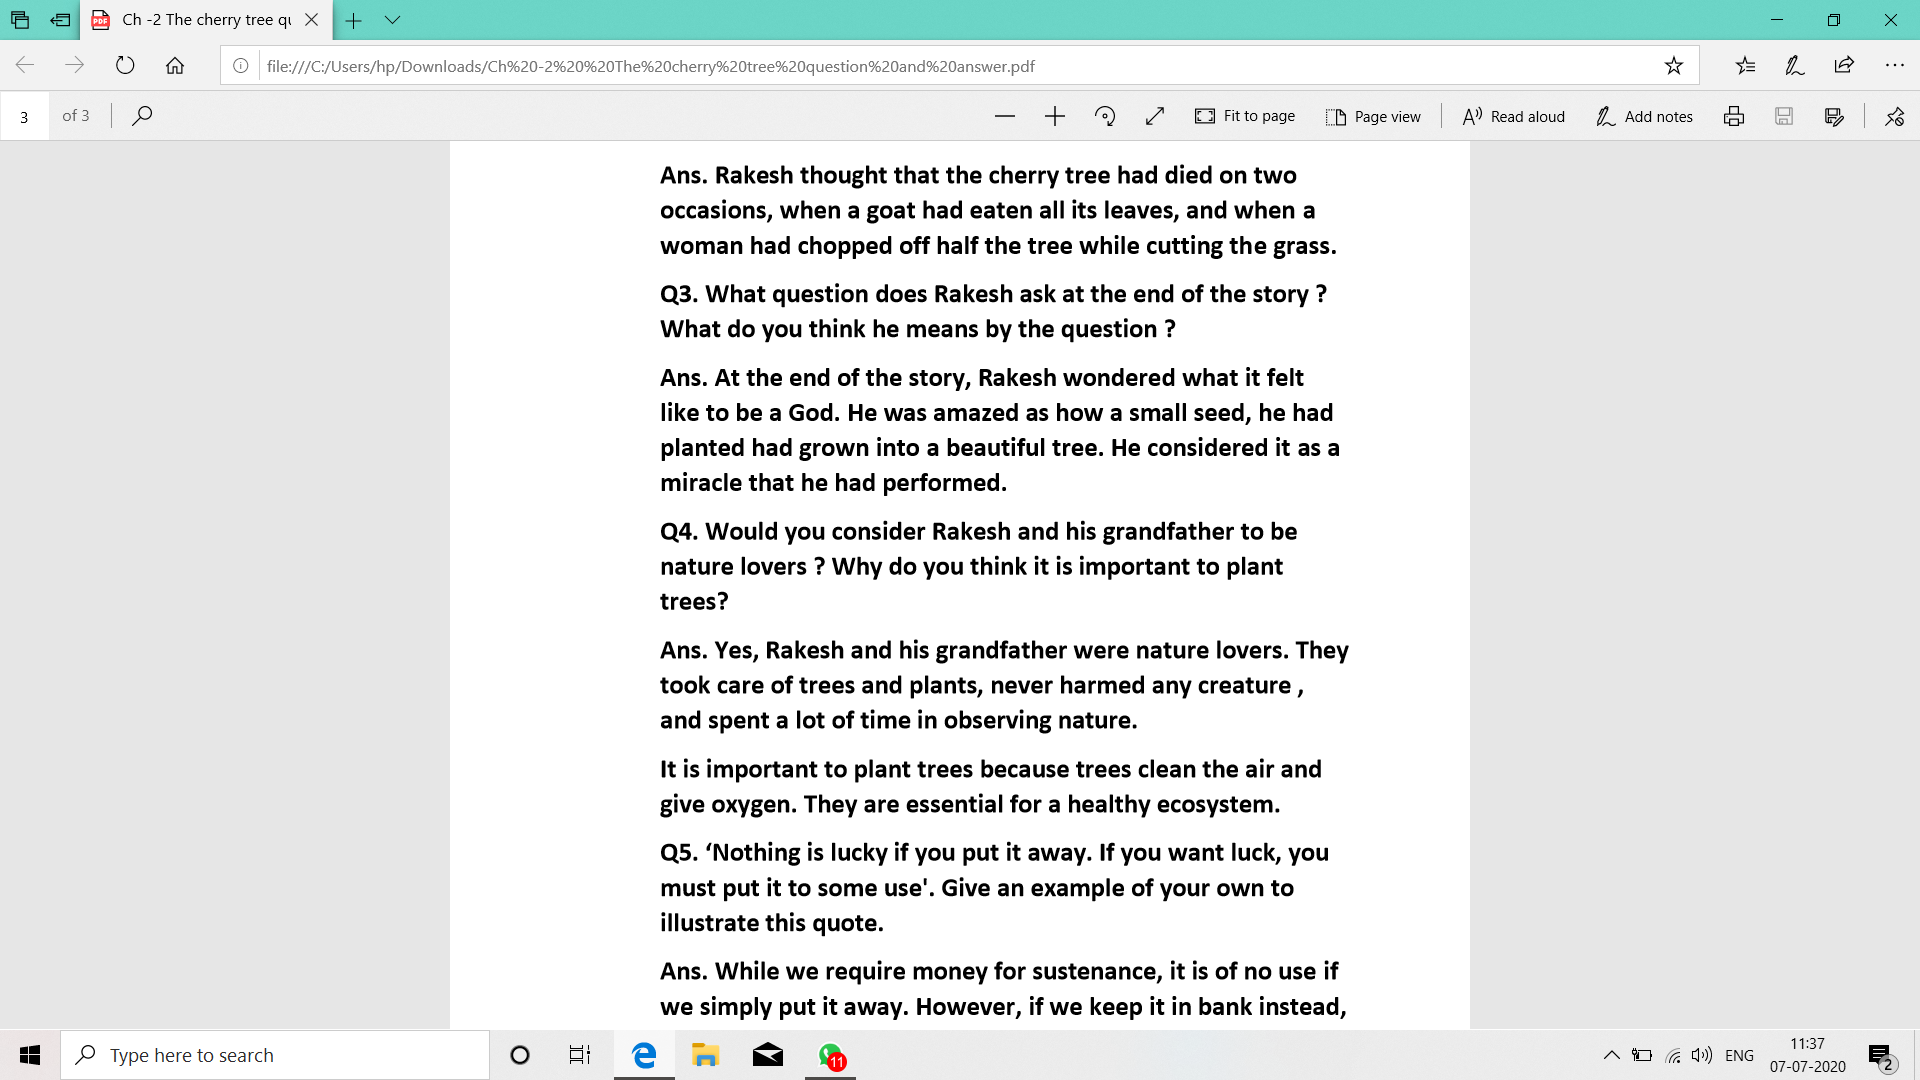 Ch -2 The cherry tree qu
file:///C:/Users/hp/Downloads/Ch%20-2%20%20The%20cherry%20tree%20question%20and%20answer.pdf
3 of 3 Fit to page Page view Read aloud Add notes
Ans. Rakesh thought that the cherry tree had died on two
occasions, when a goat had eaten all its leaves, and when a
woman had chopped off half the tree while cutting the grass.
Q3. What question does Rakesh ask at the end of the story ?
What do you think he means by the question ?
Ans. At the end of the story, Rakesh wondered what it felt
like to be a God. He was amazed as how a small seed, he had
planted had grown into a beautiful tree. He considered it as a
miracle that he had performed.
Q4. Would you consider Rakesh and his grandfather to be
nature lovers ? Why do you think it is important to plant
trees?
Ans. Yes, Rakesh and his grandfather were nature lovers. They
took care of trees and plants, never harmed any creature ,
and spent a lot of time in observing nature.
It is important to plant trees because trees clean the air and
give oxygen. They are essential for a healthy ecosystem.
Q5. ‘Nothing is lucky if you put it away. If you want luck, you
must put it to some use'. Give an example of your own to
illustrate this quote.
Ans. While we require money for sustenance, it is of no use if
we simply put it away. However, if we keep it in bank instead,
Type here to search
11
ENG
11:37
07-07-2020
2